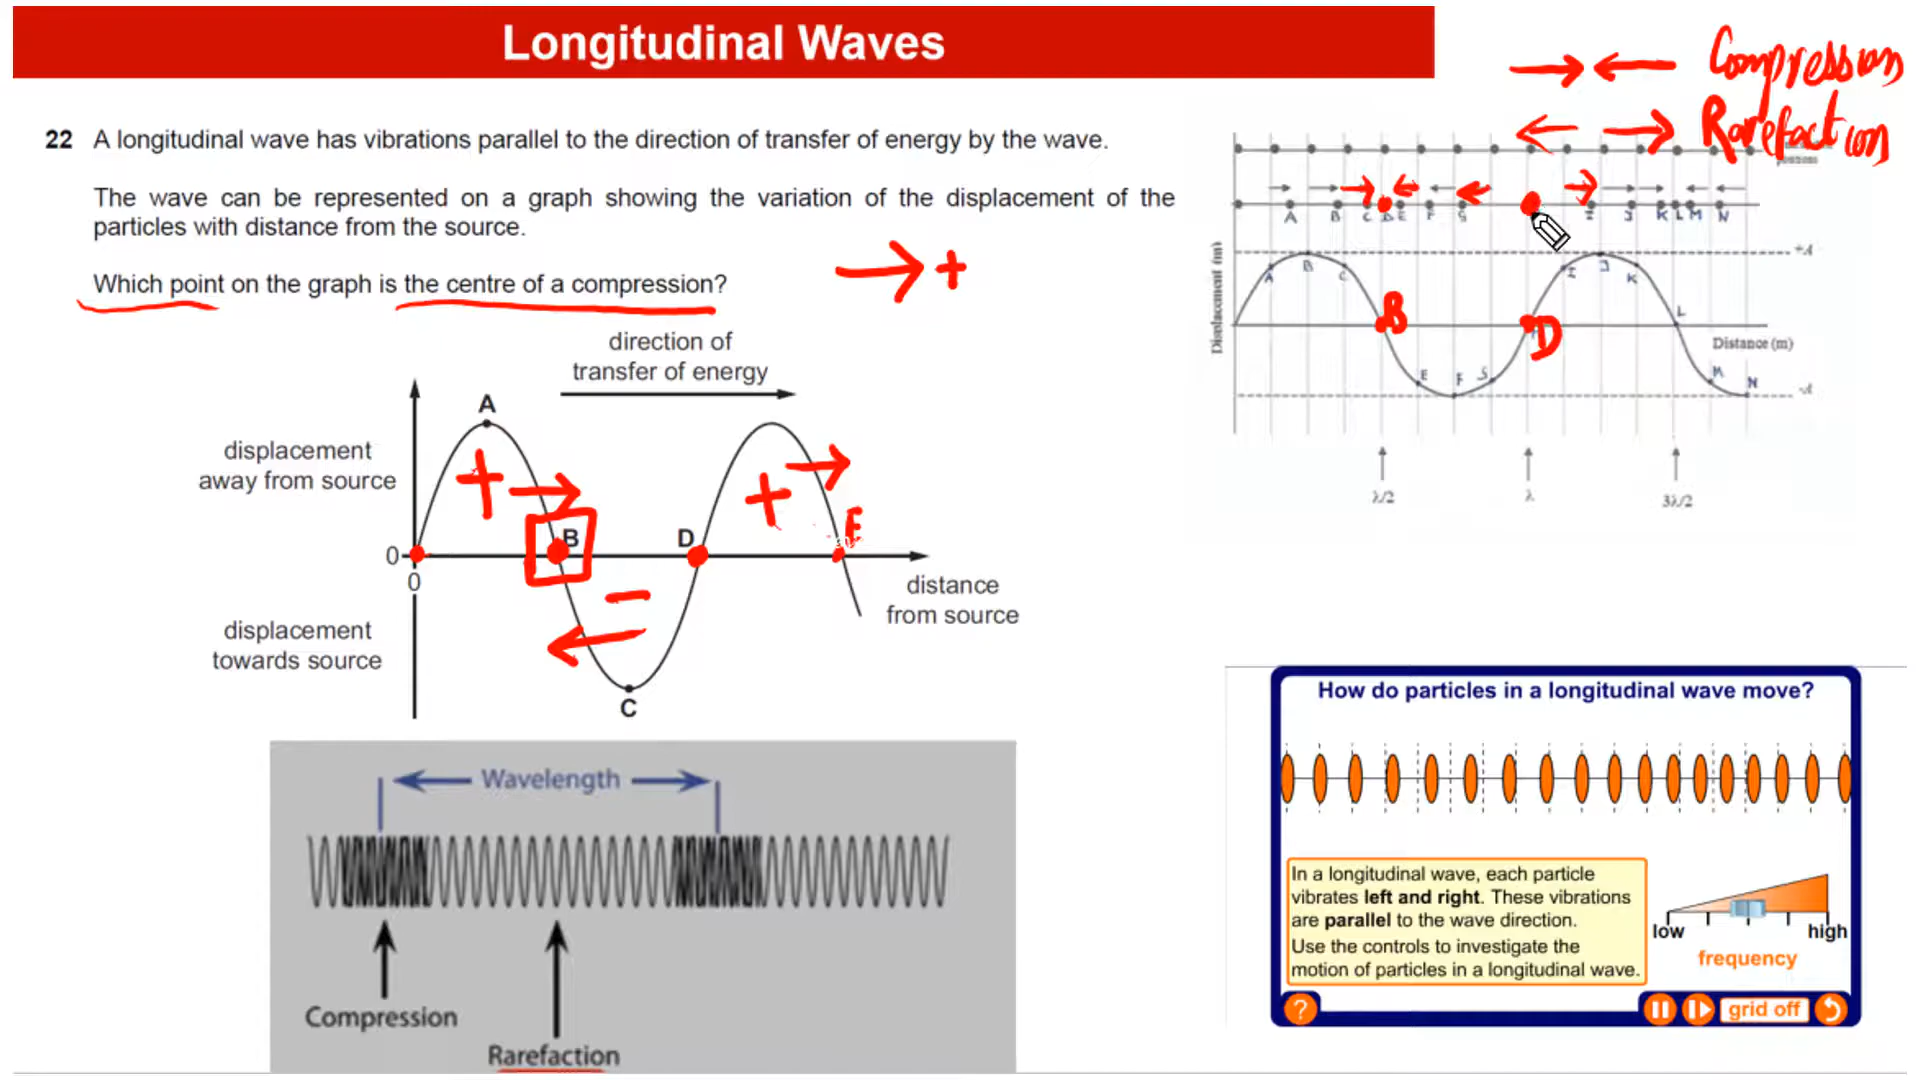 Longitudinal Waves
Compression
Rarefaction
22 A longitudinal wave has vibrations parallel to the direction of transfer of energy by the wave.
The wave can be represented on a graph showing the variation of the displacement of the
particles with distance from the source.
Which point on the graph is the centre of a compression?
+
direction of
transfer of energy
A
displacement
away from source
+
+
B
D
E
0
0
−
distance
from source
displacement
towards source
C
positions
A B C D E F G I J K L M N
Displacement (m)
+A
A B C
I J K
B
L
D
Distance (m)
E F S
M N
-A
λ/2 λ 3λ/2
Wavelength
Compression
Rarefaction
How do particles in a longitudinal wave move?
In a longitudinal wave, each particle
vibrates left and right. These vibrations
are parallel to the wave direction.
Use the controls to investigate the
motion of particles in a longitudinal wave.
low high
frequency
?
grid off